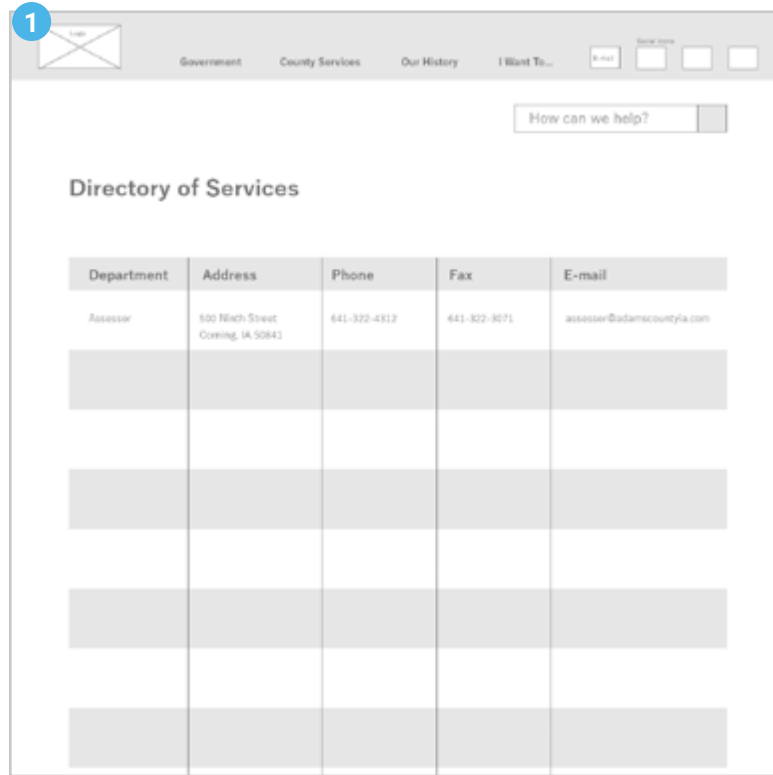 1
Logo
Government County Services Our History I Want To... E-mail
How can we help?
Directory of Services
Department Address Phone Fax E-mail
Assessor 500 Ninth Street 641-322-4312 641-322-3071 assessor@adamscountyia.com
Corning, IA 50841